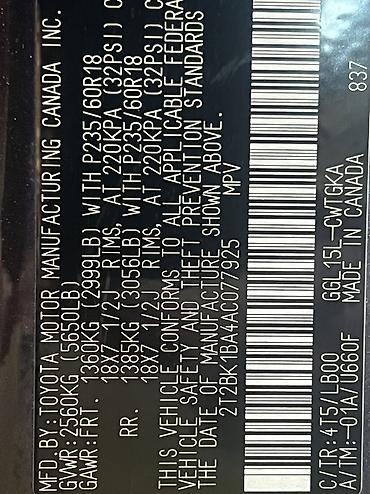 MFD.BY:TOYOTA MOTOR MANUFACTURING CANADA INC.
GVWR:2560KG (5650LB)
GAWR:FRT. 1360KG (2999LB) WITH P235/60R18
18X7 1/2J RIMS, AT 220KPA (32PSI) C
RR. 1385KG (3056LB) WITH P235/60R18
18X7 1/2J RIMS, AT 220KPA (32PSI) C
THIS VEHICLE CONFORMS TO ALL APPLICABLE FEDERA
VEHICLE SAFETY AND THEFT PREVENTION STANDARDS
THE DATE OF MANUFACTURE SHOWN ABOVE.
2T2BK1BA4AC077925 MPV
C/TR:4T5/LB00 GGL15L-CWTGKA
A/TM:-01A/U660F MADE IN CANADA 837